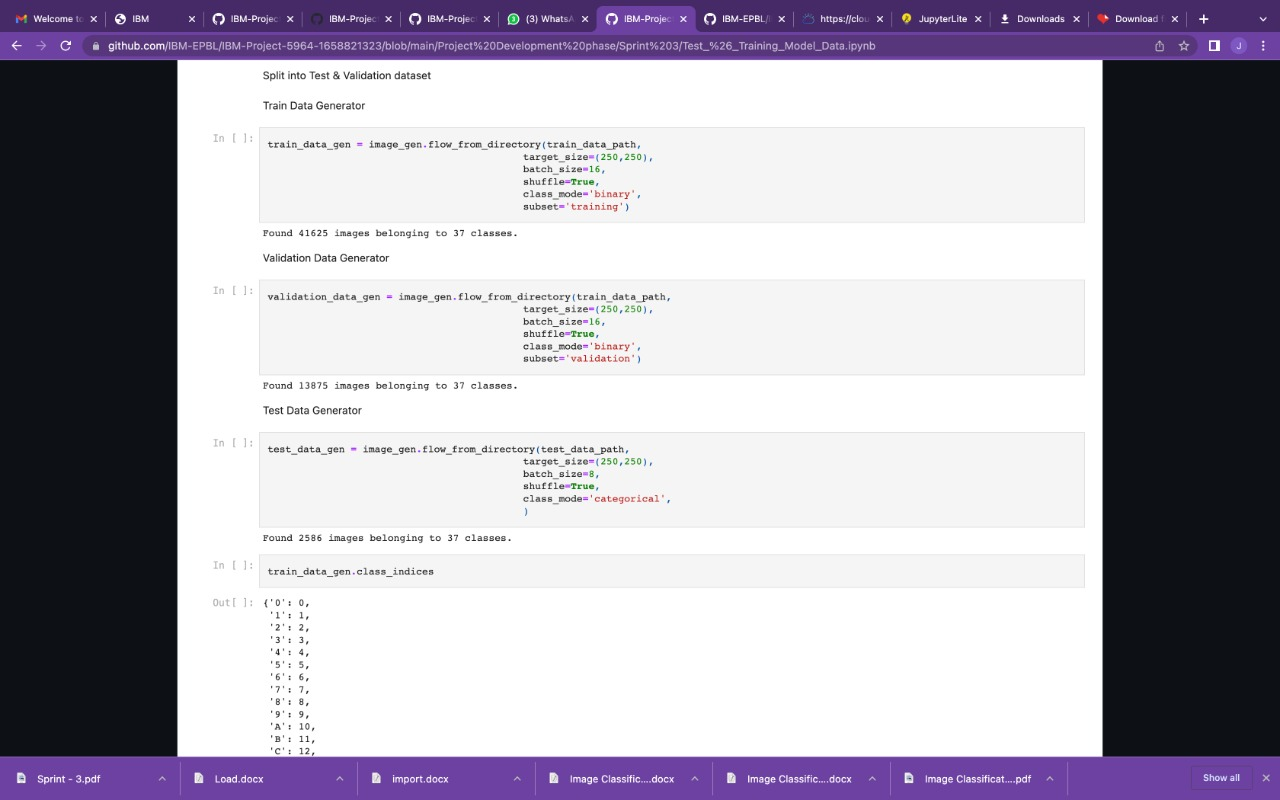 Welcome to
IBM
IBM-Projec
IBM-Projec
IBM-Projec
(3) WhatsA
IBM-Projec
IBM-EPBL/I
https://clou
JupyterLite
Downloads
Download f
github.com/IBM-EPBL/IBM-Project-5964-1658821323/blob/main/Project%20Development%20phase/Sprint%203/Test_%26_Training_Model_Data.ipynb
J
Split into Test & Validation dataset
Train Data Generator
In [ ]:
train_data_gen = image_gen.flow_from_directory(train_data_path,
target_size=(250,250),
batch_size=16,
shuffle=True,
class_mode='binary',
subset='training')
Found 41625 images belonging to 37 classes.
Validation Data Generator
In [ ]:
validation_data_gen = image_gen.flow_from_directory(train_data_path,
target_size=(250,250),
batch_size=16,
shuffle=True,
class_mode='binary',
subset='validation')
Found 13875 images belonging to 37 classes.
Test Data Generator
In [ ]:
test_data_gen = image_gen.flow_from_directory(test_data_path,
target_size=(250,250),
batch_size=8,
shuffle=True,
class_mode='categorical',
)
Found 2586 images belonging to 37 classes.
In [ ]:
train_data_gen.class_indices
Out[ ]:
{'0': 0,
'1': 1,
'2': 2,
'3': 3,
'4': 4,
'5': 5,
'6': 6,
'7': 7,
'8': 8,
'9': 9,
'A': 10,
'B': 11,
'C': 12,
Sprint - 3.pdf
Load.docx
import.docx
Image Classific....docx
Image Classific....docx
Image Classificat....pdf
Show all